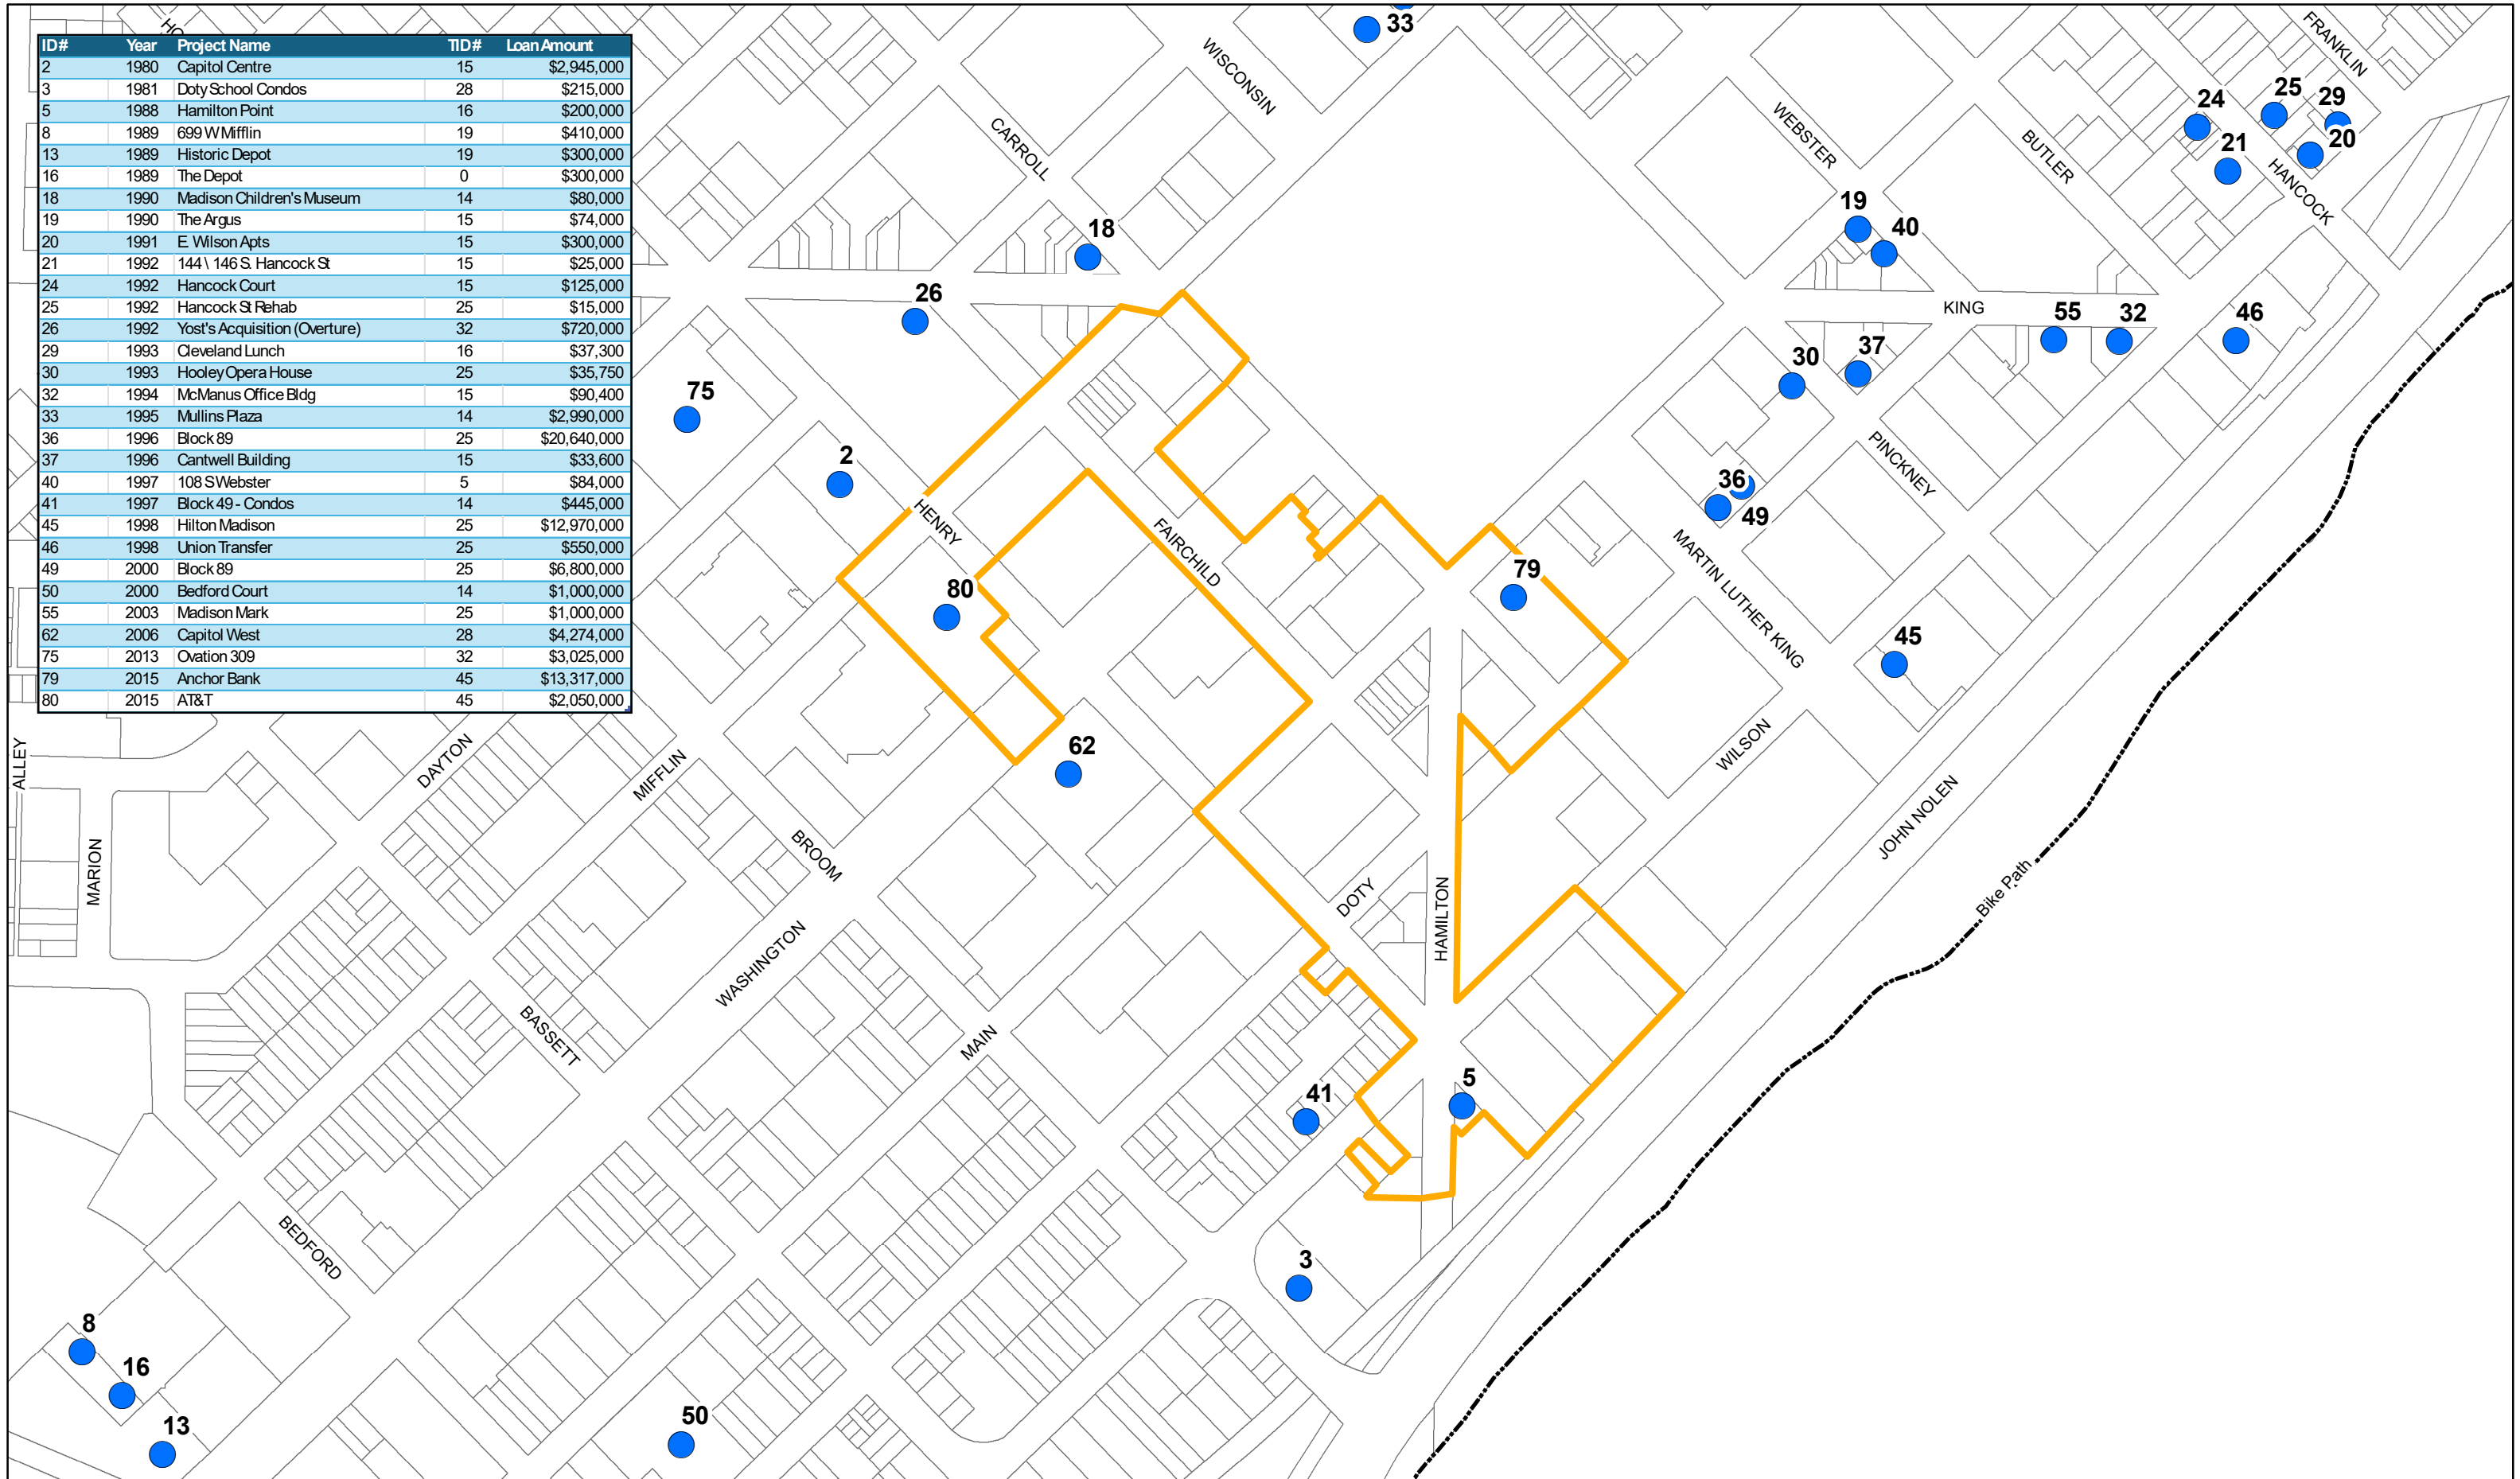 ID# Year Project Name TID# Loan Amount
2 1980 Capitol Centre 15 $2,945,000
3 1981 Doty School Condos 28 $215,000
5 1988 Hamilton Point 16 $200,000
8 1989 699 W Mifflin 19 $410,000
13 1989 Historic Depot 19 $300,000
16 1989 The Depot 0 $300,000
18 1990 Madison Children's Museum 14 $80,000
19 1990 The Argus 15 $74,000
20 1991 E. Wilson Apts 15 $300,000
21 1992 144 \ 146 S. Hancock St 15 $25,000
24 1992 Hancock Court 15 $125,000
25 1992 Hancock St Rehab 25 $15,000
26 1992 Yost's Acquisition (Overture) 32 $720,000
29 1993 Cleveland Lunch 16 $37,300
30 1993 Hooley Opera House 25 $35,750
32 1994 McManus Office Bldg 15 $90,400
33 1995 Mullins Plaza 14 $2,990,000
36 1996 Block 89 25 $20,640,000
37 1996 Cantwell Building 15 $33,600
40 1997 108 S Webster 5 $84,000
41 1997 Block 49 - Condos 14 $445,000
45 1998 Hilton Madison 25 $12,970,000
46 1998 Union Transfer 25 $550,000
49 2000 Block 89 25 $6,800,000
50 2000 Bedford Court 14 $1,000,000
55 2003 Madison Mark 25 $1,000,000
62 2006 Capitol West 28 $4,274,000
75 2013 Ovation 309 32 $3,025,000
79 2015 Anchor Bank 45 $13,317,000
80 2015 AT&T 45 $2,050,000
33
WISCONSIN
FRANKLIN
CARROLL
WEBSTER
BUTLER
24
25
29
20
21
HANCOCK
18
19
40
26
KING
55
32
46
30
37
75
2
PINCKNEY
36
49
HENRY
FAIRCHILD
MARTIN LUTHER KING
79
80
45
62
WILSON
ALLEY
DAYTON
MIFFLIN
JOHN NOLEN
MARION
BROOM
DOTY
HAMILTON
Bike Path
WASHINGTON
BASSETT
MAIN
41
5
BEDFORD
3
8
16
13
50